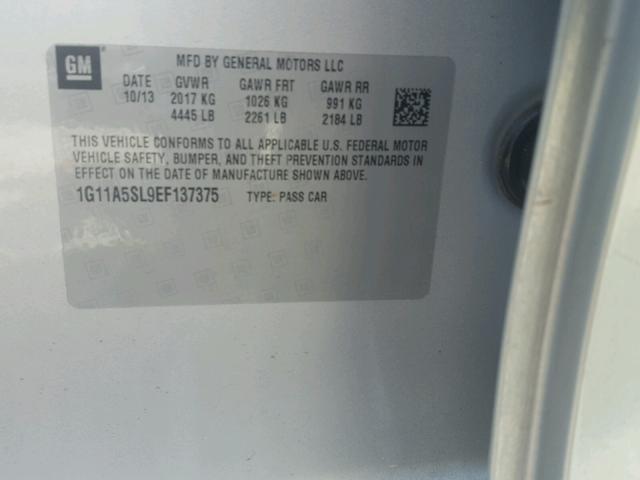 GM
MFD BY GENERAL MOTORS LLC
DATE GVWR GAWR FRT GAWR RR
10/13 2017 KG 1026 KG 991 KG
4445 LB 2261 LB 2184 LB
THIS VEHICLE CONFORMS TO ALL APPLICABLE U.S. FEDERAL MOTOR
VEHICLE SAFETY, BUMPER, AND THEFT PREVENTION STANDARDS IN
EFFECT ON THE DATE OF MANUFACTURE SHOWN ABOVE.
1G11A5SL9EF137375 TYPE: PASS CAR